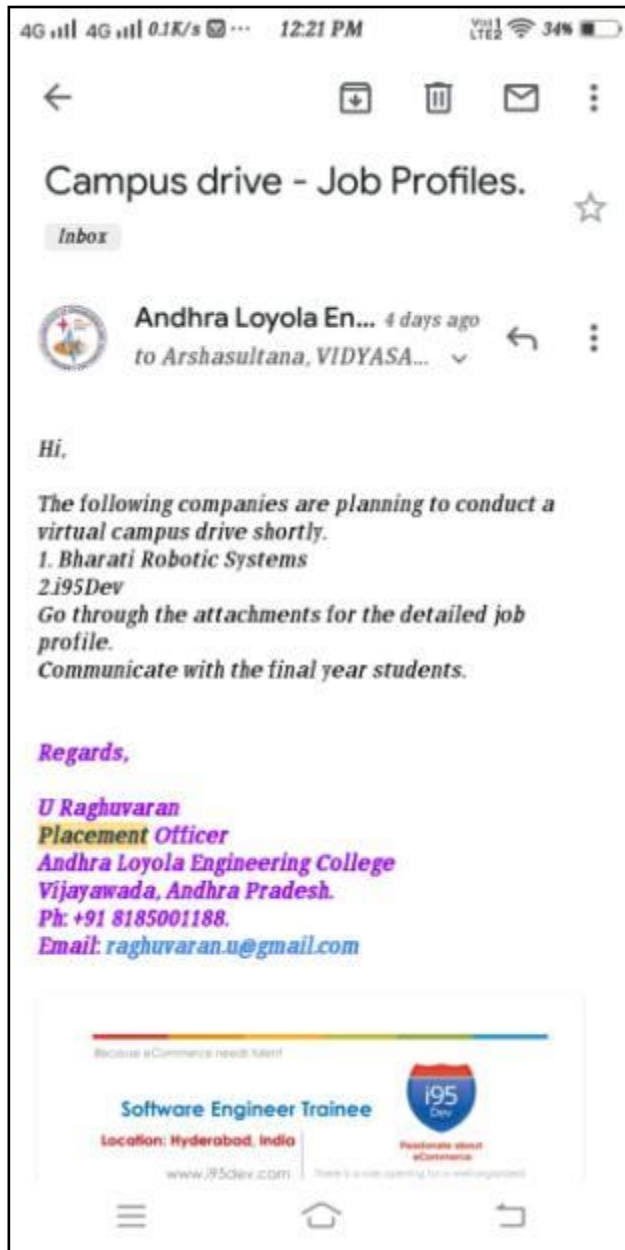 4G 4G 0.1K/s ... 12:21 PM VoLTE 1 2 34%
Campus drive - Job Profiles.
Inbox
Andhra Loyola En... 4 days ago
to Arshasultana, VIDYASA...
Hi,
The following companies are planning to conduct a
virtual campus drive shortly.
1. Bharati Robotic Systems
2.i95Dev
Go through the attachments for the detailed job
profile.
Communicate with the final year students.
Regards,
U Raghuvaran
Placement Officer
Andhra Loyola Engineering College
Vijayawada, Andhra Pradesh.
Ph: +91 8185001188.
Email: raghuvaran.u@gmail.com
Because eCommerce needs talent
i95
Dev
Software Engineer Trainee
Location: Hyderabad, India
Passionate about
eCommerce
www.i95dev.com